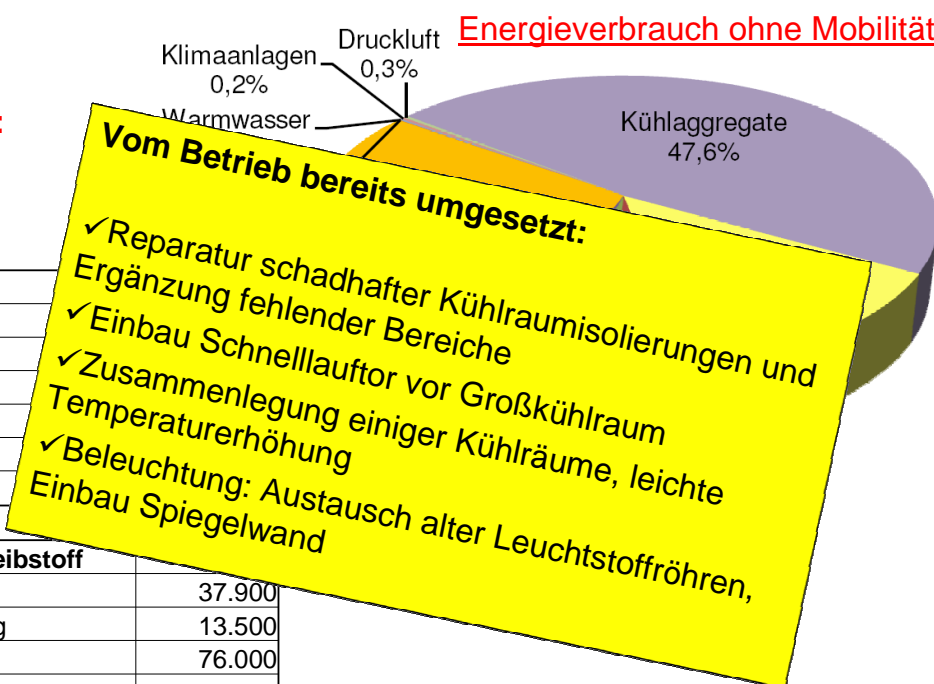 Energieverbrauch ohne Mobilität
Druckluft
0,3%
Klimaanlagen
0,2%
Warmwasser
Kühlaggregate
47,6%
Vom Betrieb bereits umgesetzt:
✓Reparatur schadhafter Kühlraumisolierungen und
Ergänzung fehlender Bereiche
✓Einbau Schnelllauftor vor Großkühlraum
✓Zusammenlegung einiger Kühlräume, leichte
Temperaturerhöhung
✓Beleuchtung: Austausch alter Leuchtstoffröhren,
Einbau Spiegelwand
37.900
13.500
76.000